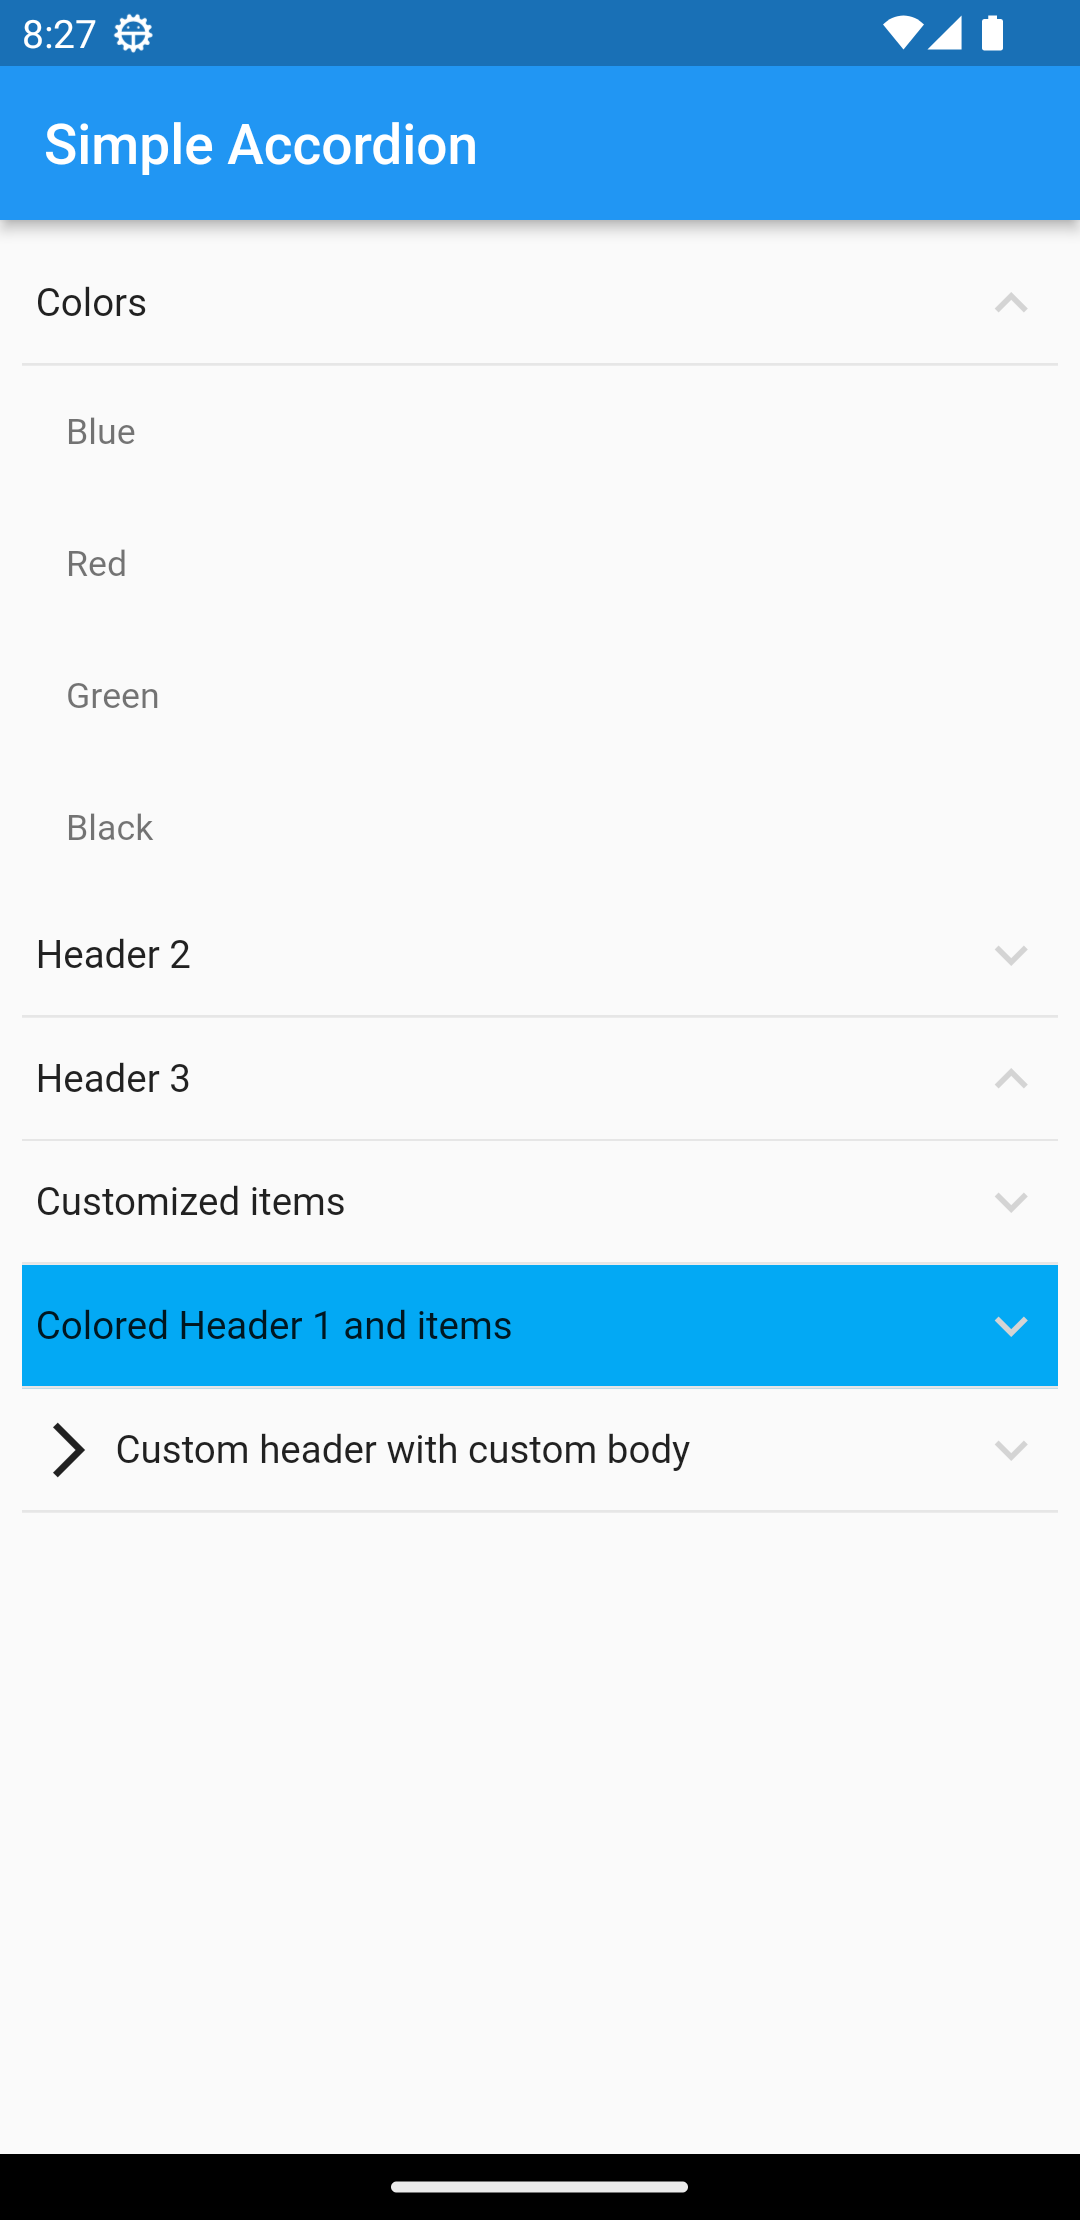 8:27
Simple Accordion
Colors
Blue
Red
Green
Black
Header 2
Header 3
Customized items
Colored Header 1 and items
Custom header with custom body